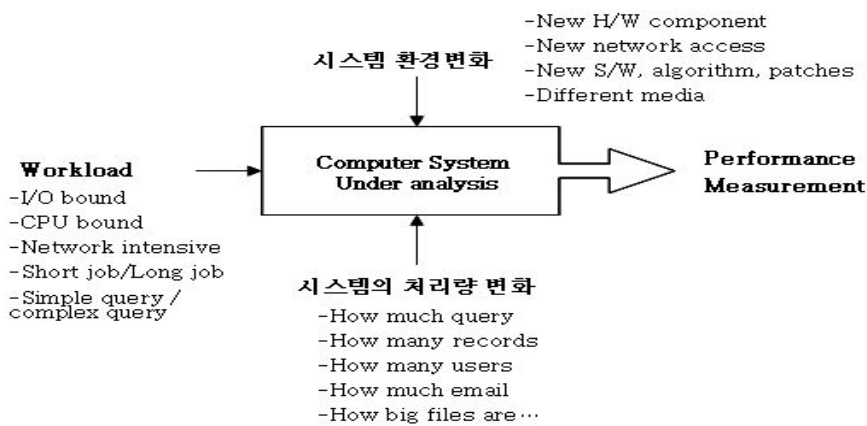 -New H/W component
-New network access
-New S/W, algorithm, patches
-Different media
시스템 환경변화
Computer System
Under analysis
Performance
Measurement
Workload
-I/O bound
-CPU bound
-Network intensive
-Short job/Long job
-Simple query /
complex query
시스템의 처리량 변화
-How much query
-How many records
-How many users
-How much email
-How big files are…